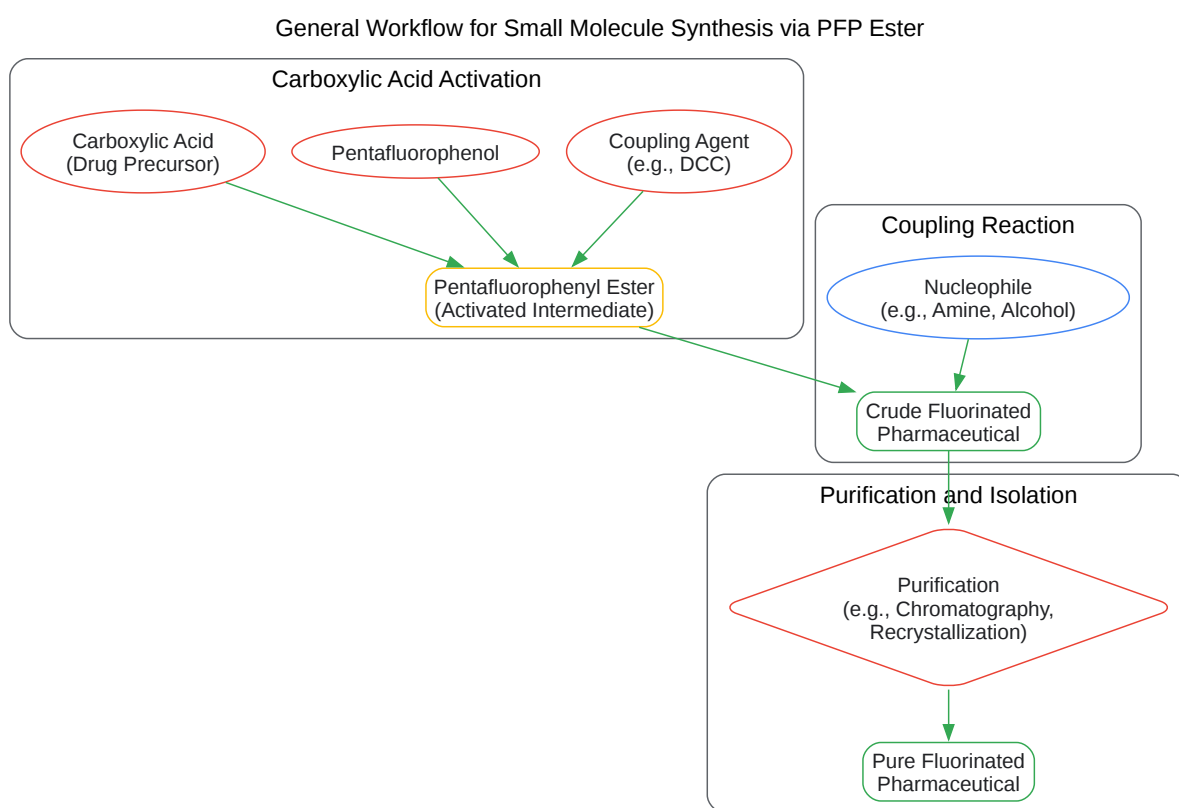 General Workflow for Small Molecule Synthesis via PFP Ester
Carboxylic Acid Activation
Carboxylic Acid
(Drug Precursor)
Pentafluorophenol
Coupling Agent
(e.g., DCC)
Pentafluorophenyl Ester
(Activated Intermediate)
Coupling Reaction
Nucleophile
(e.g., Amine, Alcohol)
Crude Fluorinated
Pharmaceutical
Purification and Isolation
Purification
(e.g., Chromatography,
Recrystallization)
Pure Fluorinated
Pharmaceutical